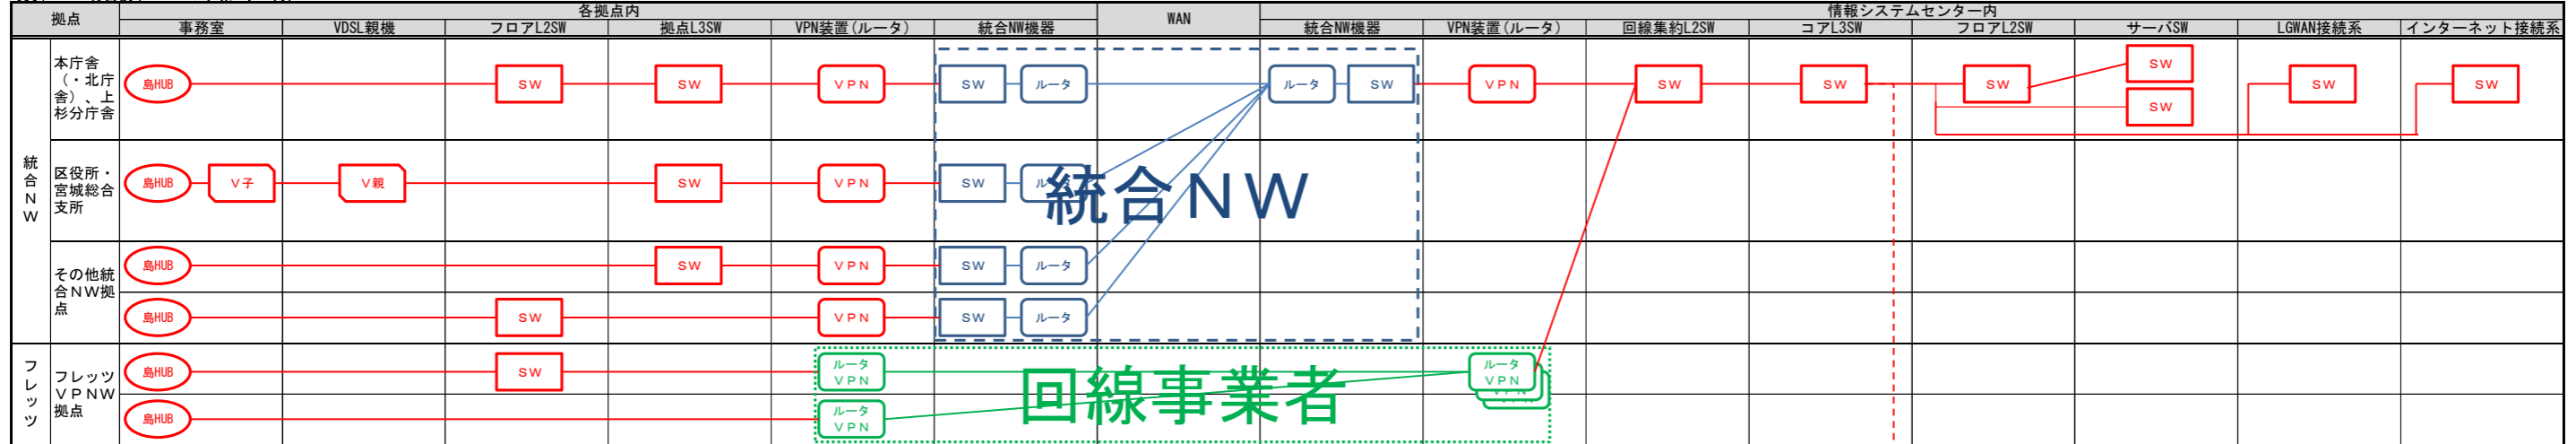 拠点
各拠点内
WAN
情報システムセンター内
事務室
VDSL親機
フロアL2SW
拠点L3SW
VPN装置(ルータ)
統合NW機器
統合NW機器
VPN装置(ルータ)
回線集約L2SW
コアL3SW
フロアL2SW
サーバSW
LGWAN接続系
インターネット接続系
統合NW
本庁舎
(・北庁
舎)、上
杉分庁舎
島HUB
SW
SW
VPN
SW
ルータ
ルータ
SW
VPN
SW
SW
SW
SW
SW
SW
SW
区役所・
宮城総合
支所
島HUB
V子
V親
SW
VPN
SW
ルータ
統合NW
その他統
合NW拠
点
島HUB
SW
VPN
SW
ルータ
島HUB
SW
VPN
SW
ルータ
フレッツ
フレッツ
VPNW
拠点
島HUB
SW
ルータ
VPN
回線事業者
ルータ
VPN
島HUB
ルータ
VPN